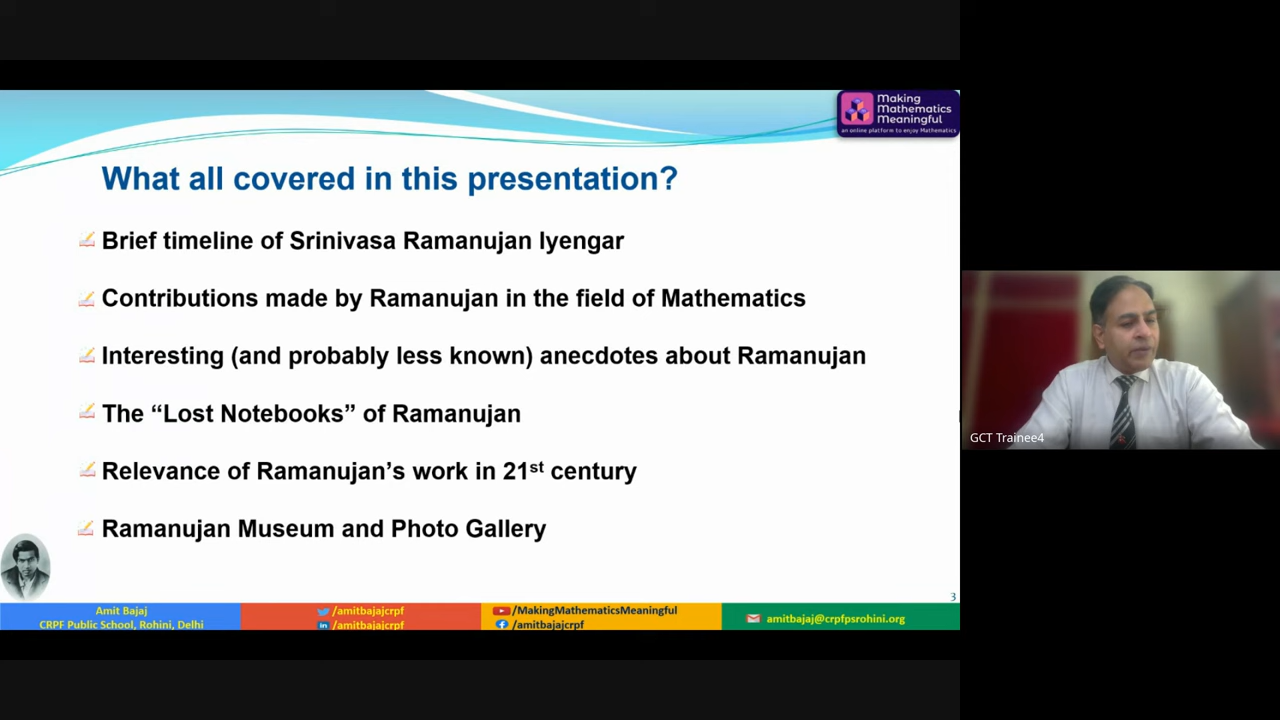 Making
Mathematics
Meaningful
an online platform to enjoy Mathematics
What all covered in this presentation?
Brief timeline of Srinivasa Ramanujan Iyengar
Contributions made by Ramanujan in the field of Mathematics
Interesting (and probably less known) anecdotes about Ramanujan
The “Lost Notebooks” of Ramanujan
Relevance of Ramanujan’s work in 21st century
Ramanujan Museum and Photo Gallery
GCT Trainee4
3
Amit Bajaj
CRPF Public School, Rohini, Delhi
/amitbajajcrpf
/amitbajajcrpf
/MakingMathematicsMeaningful
/amitbajajcrpf
amitbajaj@crpfpsrohini.org